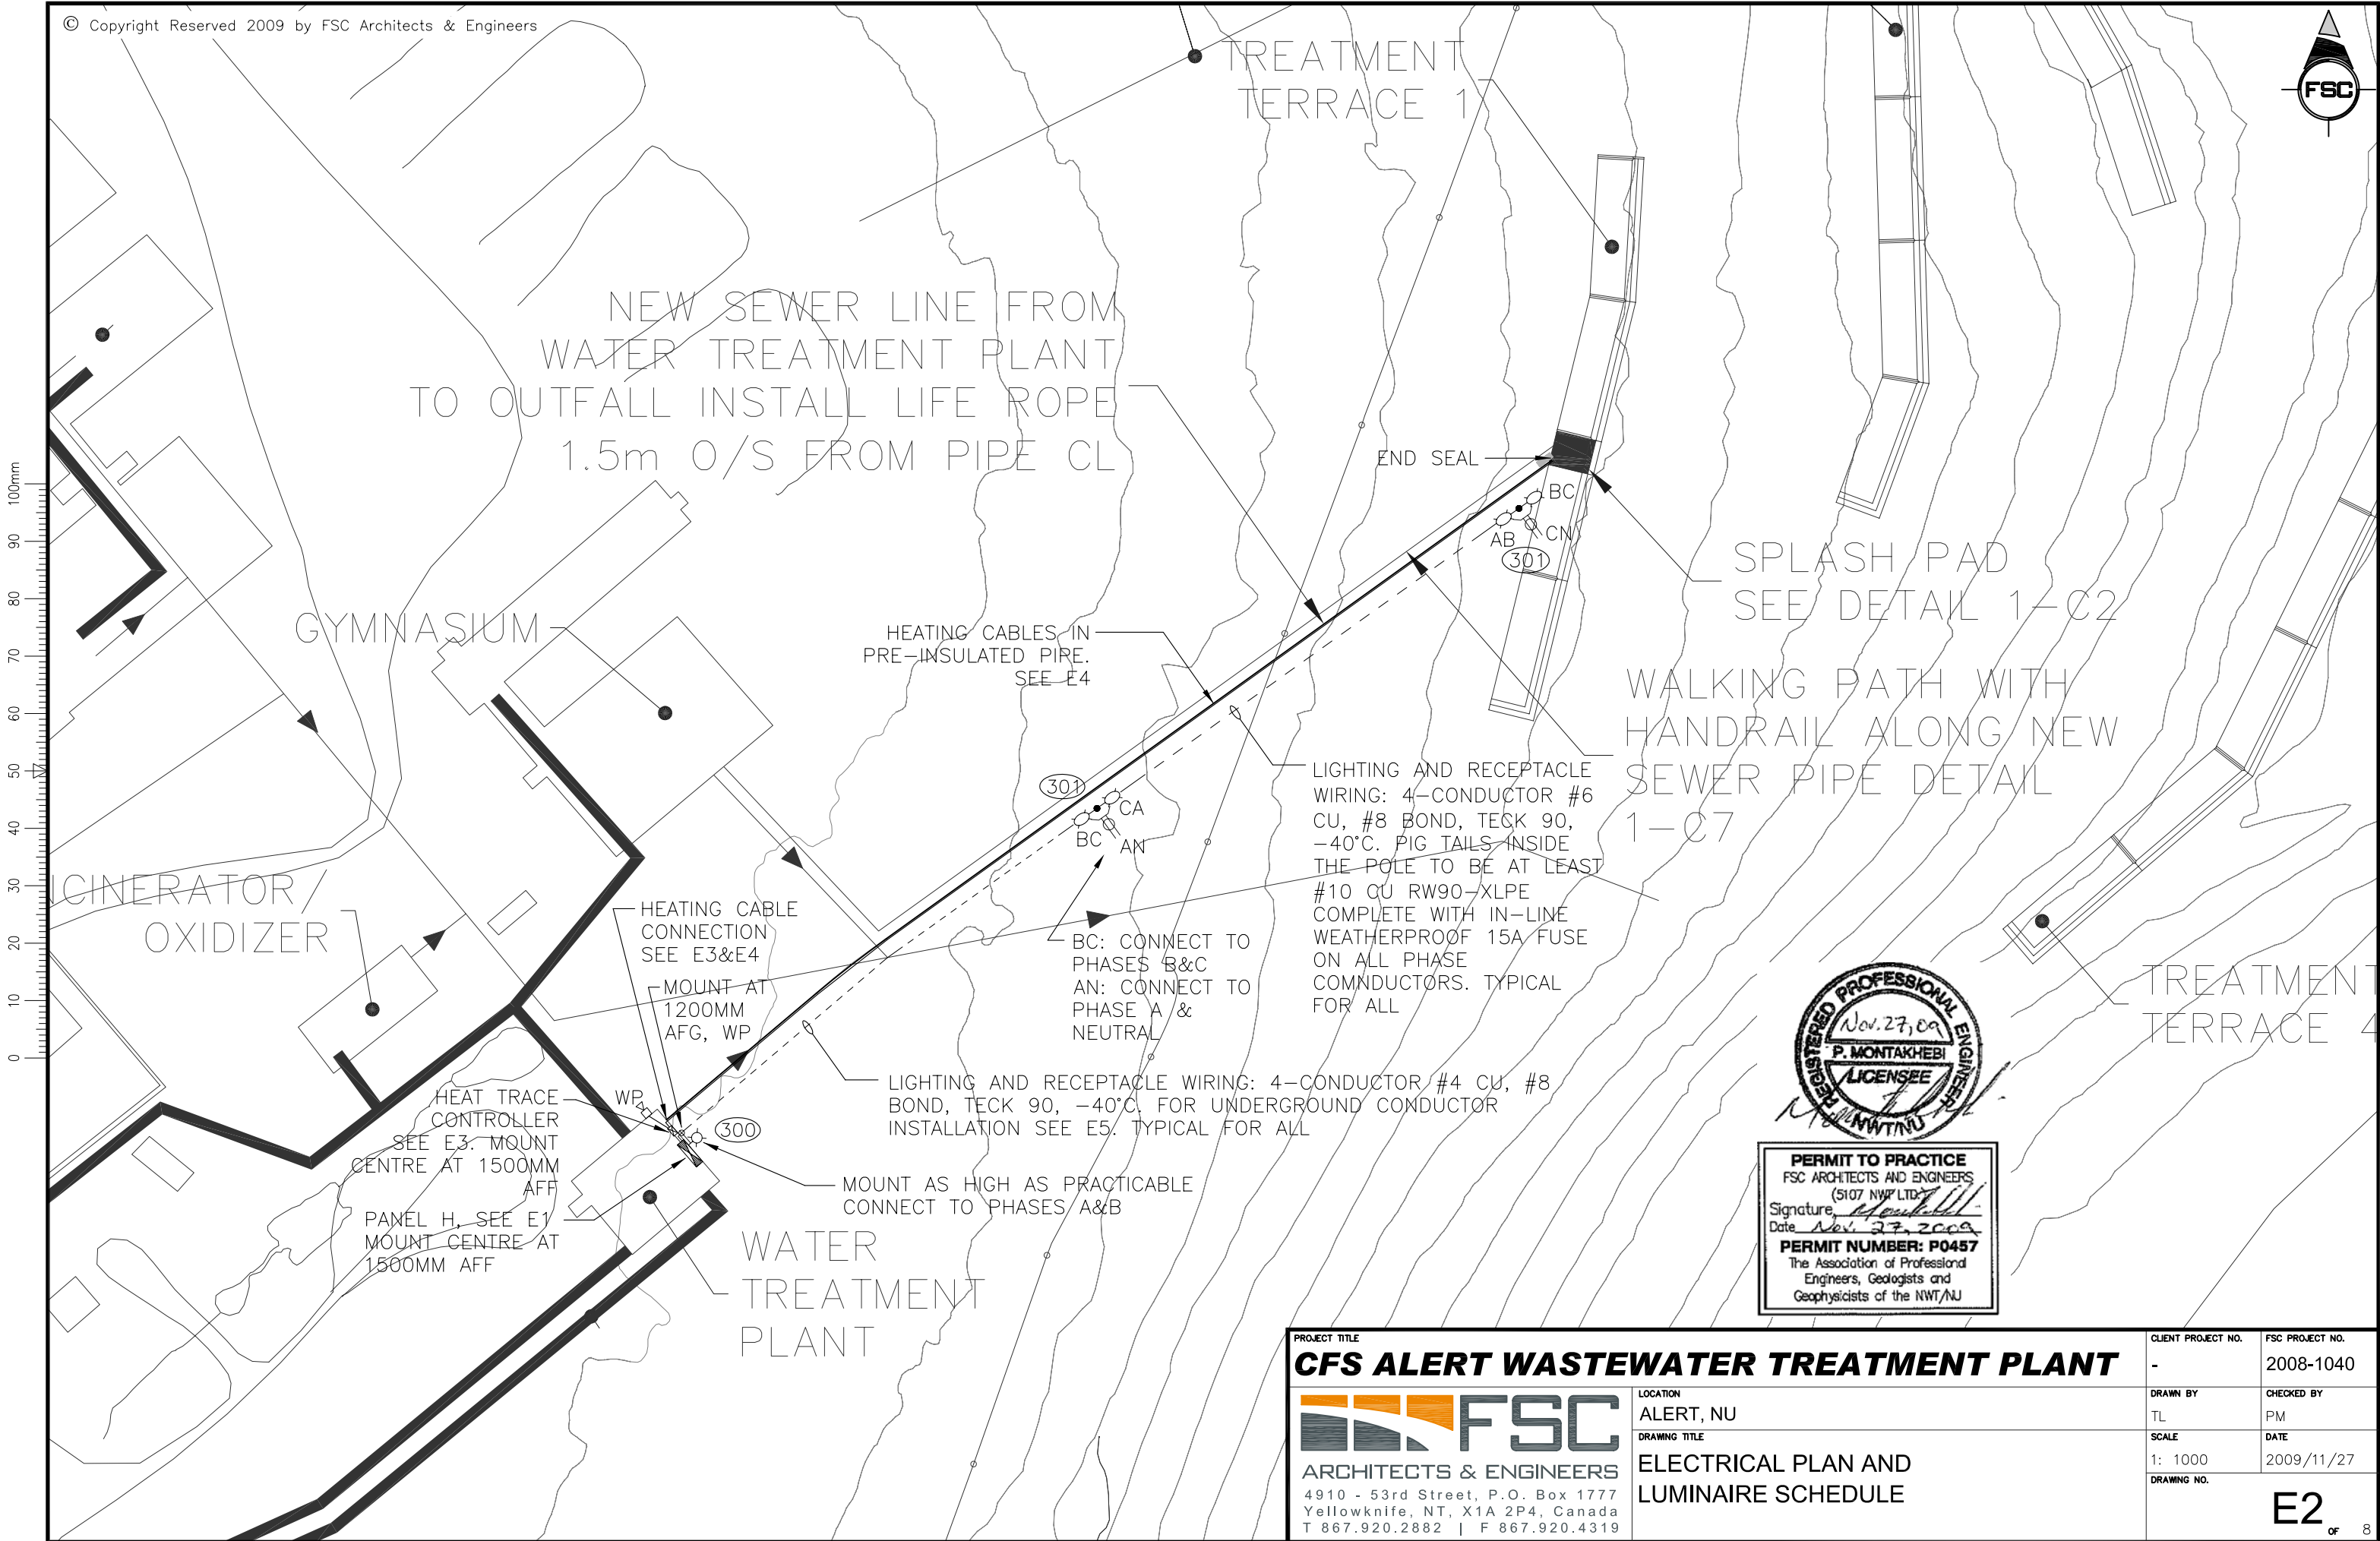 © Copyright Reserved 2009 by FSC Architects & Engineers
FSC
TREATMENT
TERRACE 1
NEW SEWER LINE FROM
WATER TREATMENT PLANT
TO OUTFALL INSTALL LIFE ROPE
1.5m O/S FROM PIPE CL
END SEAL
BC
CN
AB
301
SPLASH PAD
SEE DETAIL 1-C2
100mm
90
80
70
60
50
40
30
20
10
0
GYMNASIUM
HEATING CABLES IN
PRE-INSULATED PIPE.
SEE E4
WALKING PATH WITH
HANDRAIL ALONG NEW
SEWER PIPE DETAIL
1-C7
301
CA
BC
AN
LIGHTING AND RECEPTACLE
WIRING: 4-CONDUCTOR #6
CU, #8 BOND, TECK 90,
-40°C. PIG TAILS INSIDE
THE POLE TO BE AT LEAST
#10 CU RW90-XLPE
COMPLETE WITH IN-LINE
WEATHERPROOF 15A FUSE
ON ALL PHASE
COMNDUCTORS. TYPICAL
FOR ALL
NCINERATOR/
OXIDIZER
HEATING CABLE
CONNECTION
SEE E3&E4
MOUNT AT
1200MM
AFG, WP
BC: CONNECT TO
PHASES B&C
AN: CONNECT TO
PHASE A &
NEUTRAL
TREATMENT
TERRACE 4
LIGHTING AND RECEPTACLE WIRING: 4-CONDUCTOR #4 CU, #8
BOND, TECK 90, -40°C. FOR UNDERGROUND CONDUCTOR
INSTALLATION SEE E5. TYPICAL FOR ALL
HEAT TRACE
CONTROLLER
SEE E3. MOUNT
CENTRE AT 1500MM
AFF
WP
300
MOUNT AS HIGH AS PRACTICABLE
CONNECT TO PHASES A&B
PANEL H, SEE E1
MOUNT CENTRE AT
1500MM AFF
WATER
TREATMENT
PLANT
REGISTERED PROFESSIONAL ENGINEER
Nov. 27, 09
P. MONTAKHEBI
LICENSEE
NWT/NU
PERMIT TO PRACTICE
FSC ARCHITECTS AND ENGINEERS
(5107 NWT LTD.)
Signature
Date Nov. 27, 2009
PERMIT NUMBER: P0457
The Association of Professional
Engineers, Geologists and
Geophysicists of the NWT/NU
PROJECT TITLE
CFS ALERT WASTEWATER TREATMENT PLANT
CLIENT PROJECT NO.
-
FSC PROJECT NO.
2008-1040
FSC
ARCHITECTS & ENGINEERS
4910 - 53rd Street, P.O. Box 1777
Yellowknife, NT, X1A 2P4, Canada
T 867.920.2882 | F 867.920.4319
LOCATION
ALERT, NU
DRAWING TITLE
ELECTRICAL PLAN AND
LUMINAIRE SCHEDULE
DRAWN BY
TL
CHECKED BY
PM
SCALE
1: 1000
DATE
2009/11/27
DRAWING NO.
E2 OF 8